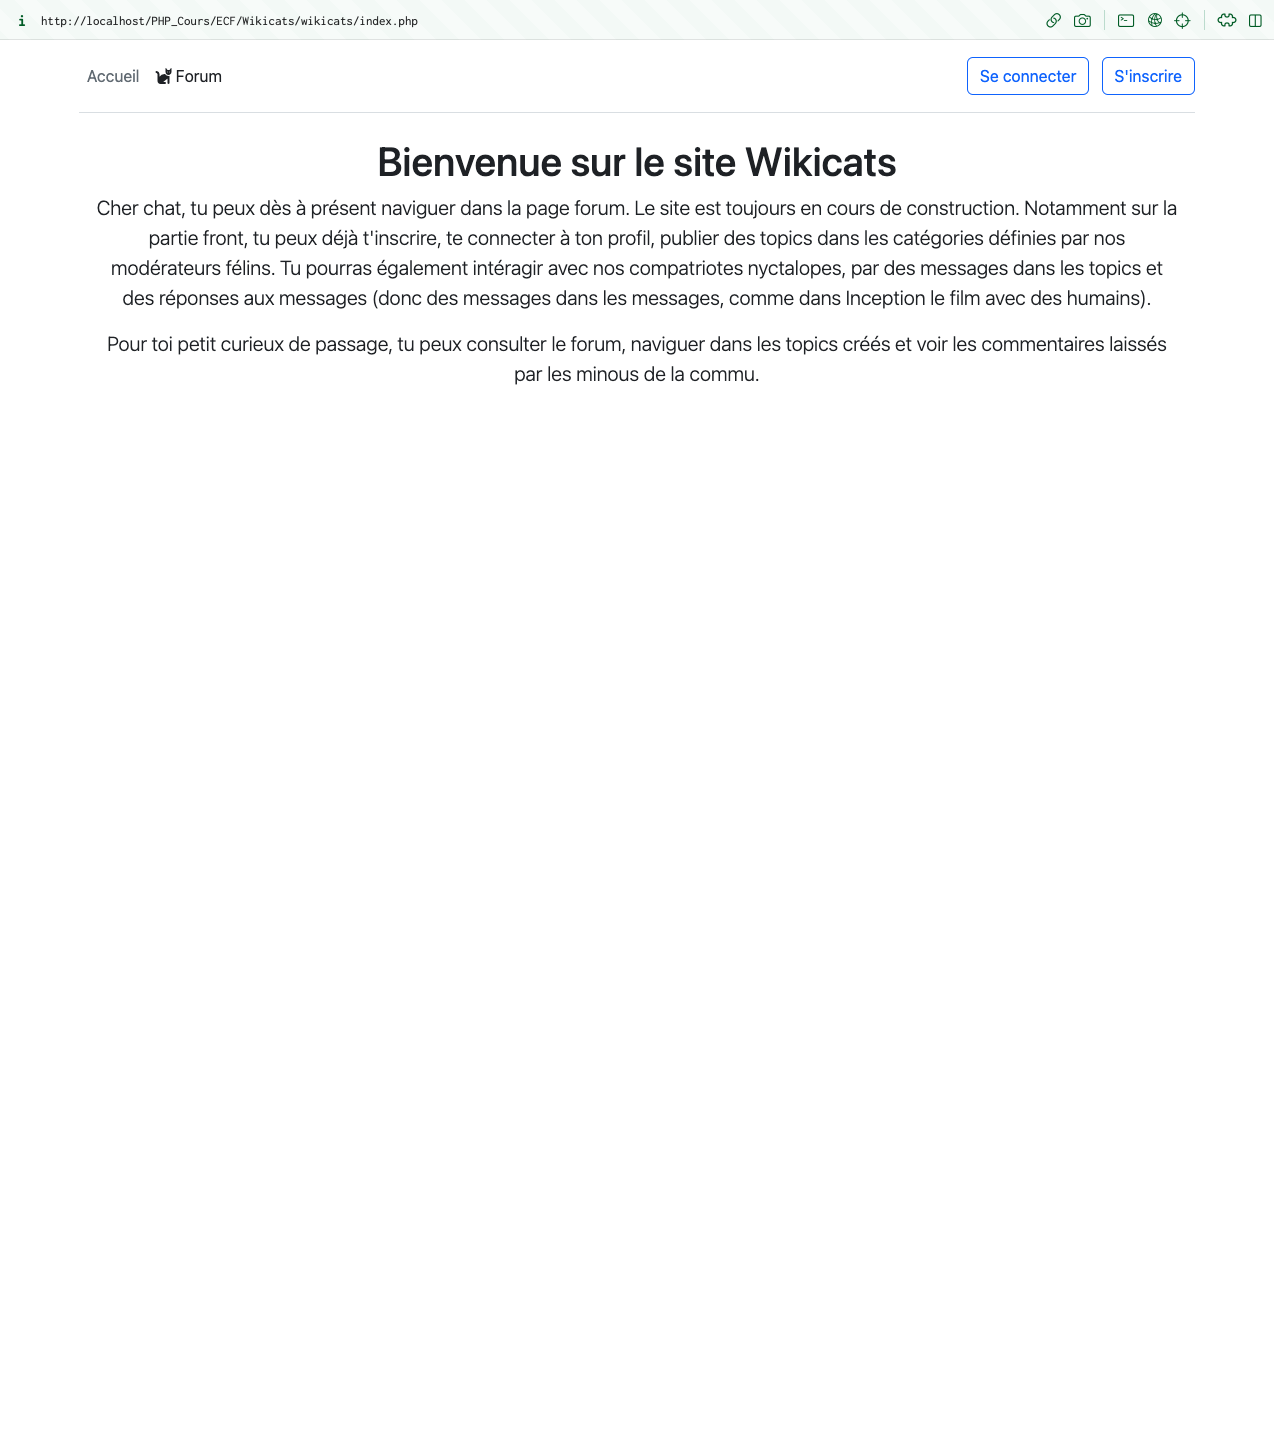 http://localhost/PHP_Cours/ECF/Wikicats/wikicats/index.php
Accueil Forum Se connecter S'inscrire
Bienvenue sur le site Wikicats
Cher chat, tu peux dès à présent naviguer dans la page forum. Le site est toujours en cours de construction. Notamment sur la
partie front, tu peux déjà t'inscrire, te connecter à ton profil, publier des topics dans les catégories définies par nos
modérateurs félins. Tu pourras également intéragir avec nos compatriotes nyctalopes, par des messages dans les topics et
des réponses aux messages (donc des messages dans les messages, comme dans Inception le film avec des humains).
Pour toi petit curieux de passage, tu peux consulter le forum, naviguer dans les topics créés et voir les commentaires laissés
par les minous de la commu.